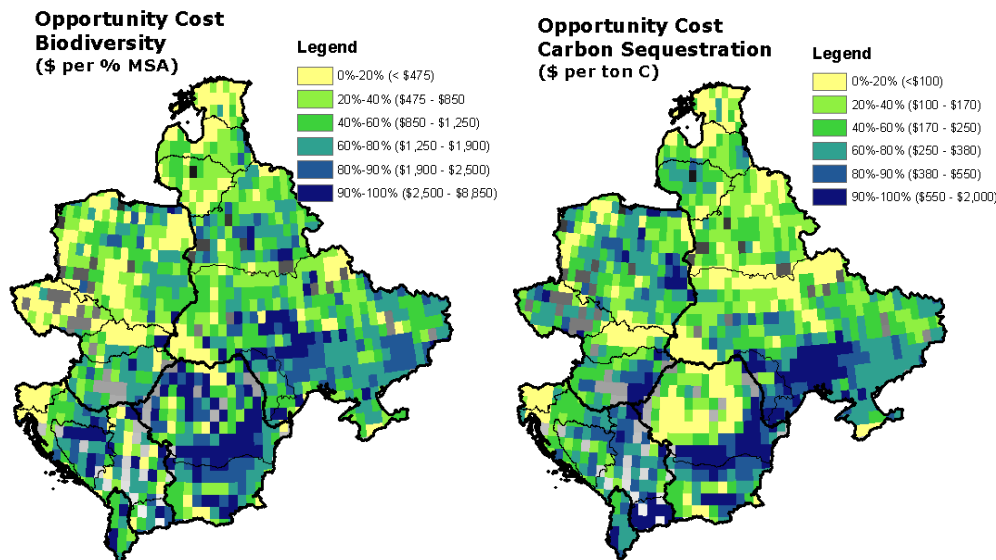 Opportunity Cost
Biodiversity
($ per % MSA)
Legend
0%-20% (< $475)
20%-40% ($475 - $850
40%-60% ($850 - $1,250)
60%-80% ($1,250 - $1,900)
80%-90% ($1,900 - $2,500)
90%-100% ($2,500 - $8,850)
Opportunity Cost
Carbon Sequestration
($ per ton C)
Legend
0%-20% (<$100)
20%-40% ($100 - $170)
40%-60% ($170 - $250)
60%-80% ($250 - $380)
80%-90% ($380 - $550)
90%-100% ($550 - $2,000)